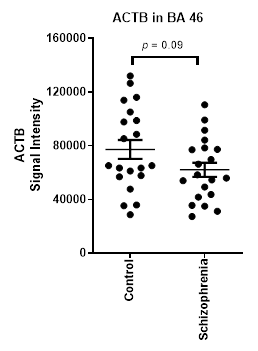 ACTB in BA 46
160000
p = 0.09
120000
80000
40000
0
ACTB
Signal Intensity
Control
Schizophrenia